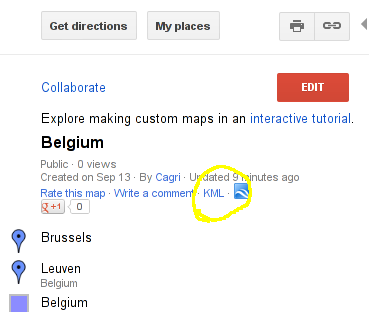 Get directions My places
Collaborate EDIT
Explore making custom maps in an interactive tutorial.
Belgium
Public · 0 views
Created on Sep 13 · By Cagri · Updated 9 minutes ago
Rate this map · Write a comment · KML ·
+1 0
Brussels
Leuven
Belgium
Belgium